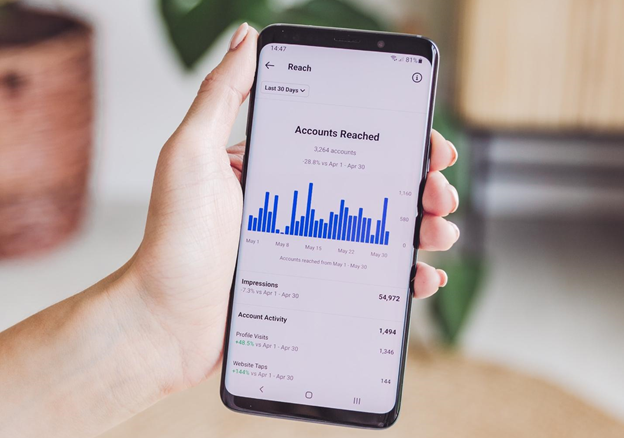 14:47
81%
Reach
Last 30 Days
Accounts Reached
3,264 accounts
-28.8% vs Apr 1 - Apr 30
1,168
580
0
May 1 May 8 May 15 May 22 May 30
Accounts reached from May 1 - May 30
Impressions
-7.3% vs Apr 1 - Apr 30
54,972
Account Activity
1,494
Profile Visits
1,346
+46.5% vs Apr 1 - Apr 30
Website Taps
144
+144% vs Apr 1 - Apr 30